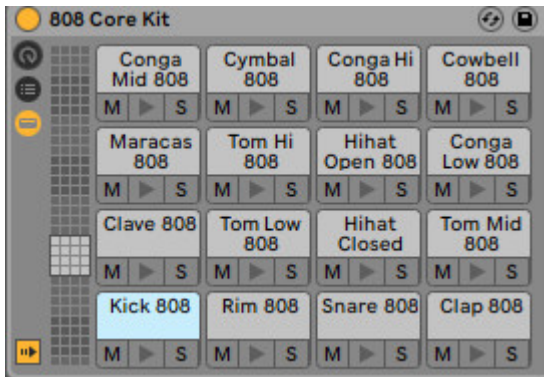 808 Core Kit
Conga Mid 808
Cymbal 808
Conga Hi 808
Cowbell 808
M S M S M S M S
Maracas 808
Tom Hi 808
Hihat Open 808
Conga Low 808
M S M S M S M S
Clave 808
Tom Low 808
Hihat Closed
Tom Mid 808
M S M S M S M S
Kick 808
Rim 808
Snare 808
Clap 808
M S M S M S M S